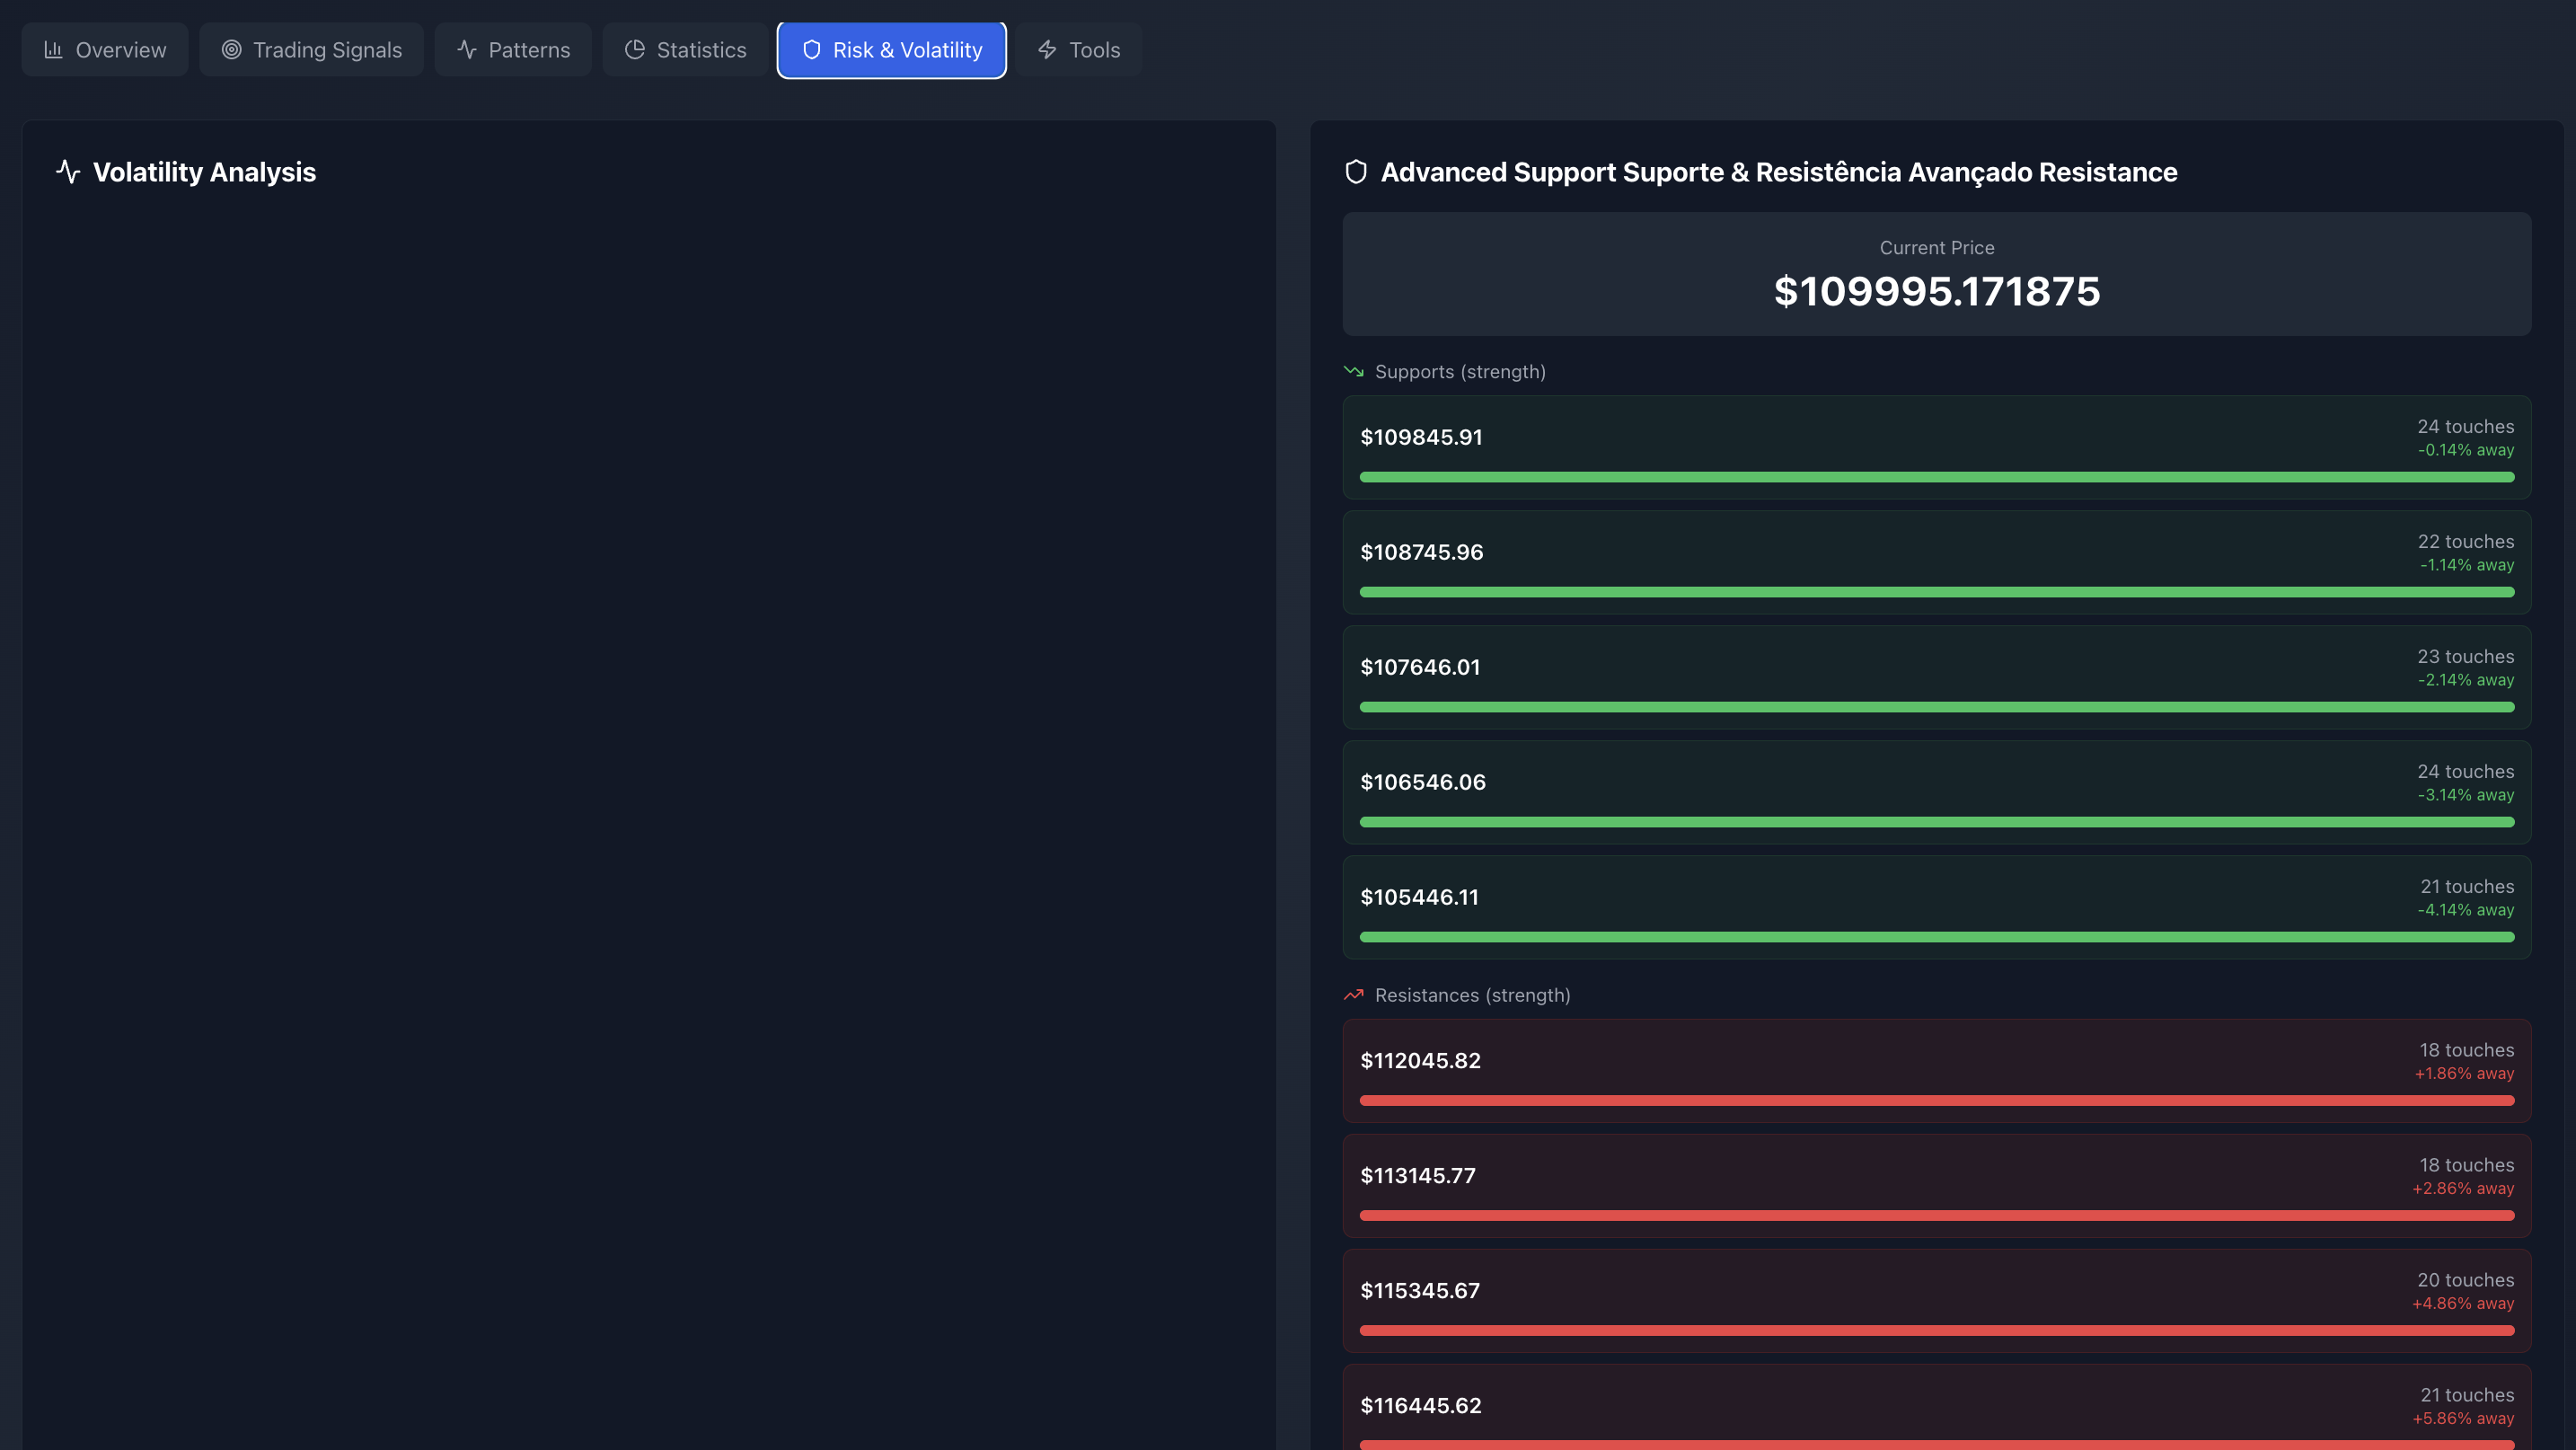 Overview
Trading Signals
Patterns
Statistics
Risk & Volatility
Tools
Volatility Analysis
Advanced Support Suporte & Resistência Avançado Resistance
Current Price
$109995.171875
Supports (strength)
$109845.91
24 touches
-0.14% away
$108745.96
22 touches
-1.14% away
$107646.01
23 touches
-2.14% away
$106546.06
24 touches
-3.14% away
$105446.11
21 touches
-4.14% away
Resistances (strength)
$112045.82
18 touches
+1.86% away
$113145.77
18 touches
+2.86% away
$115345.67
20 touches
+4.86% away
$116445.62
21 touches
+5.86% away